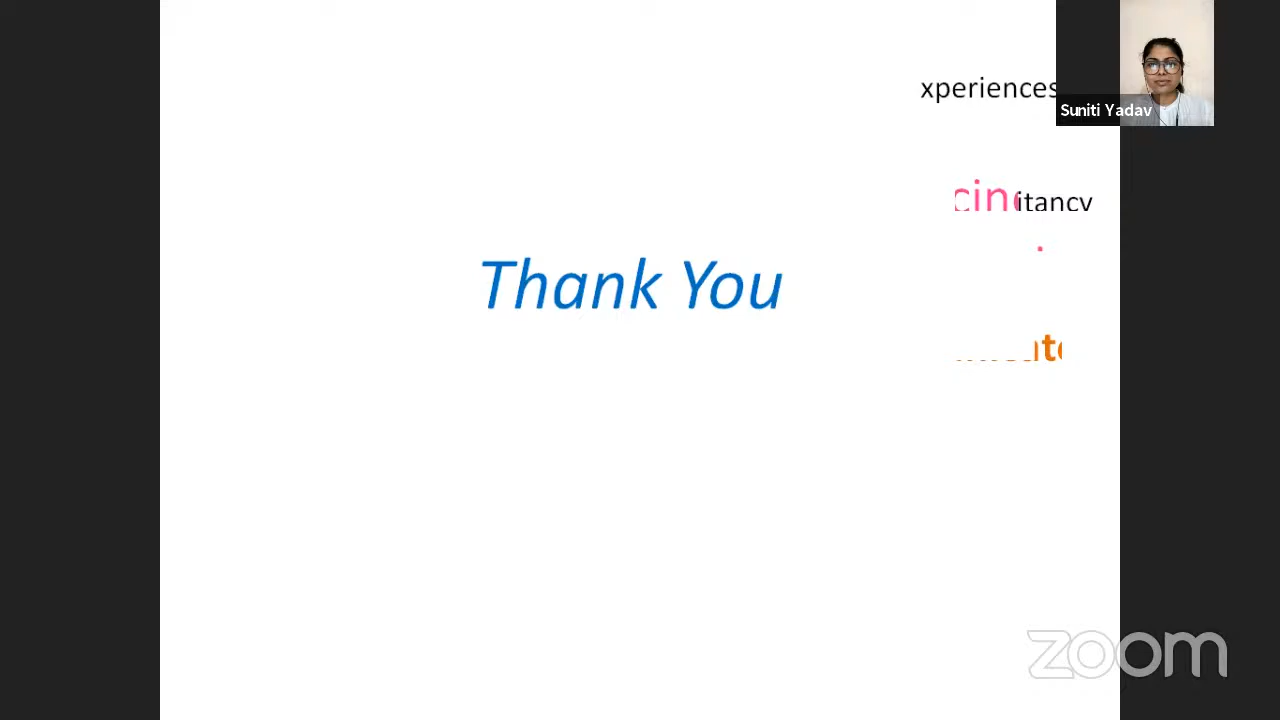 xperiences
Suniti Yadav
cin
itancy
Thank You
zoom